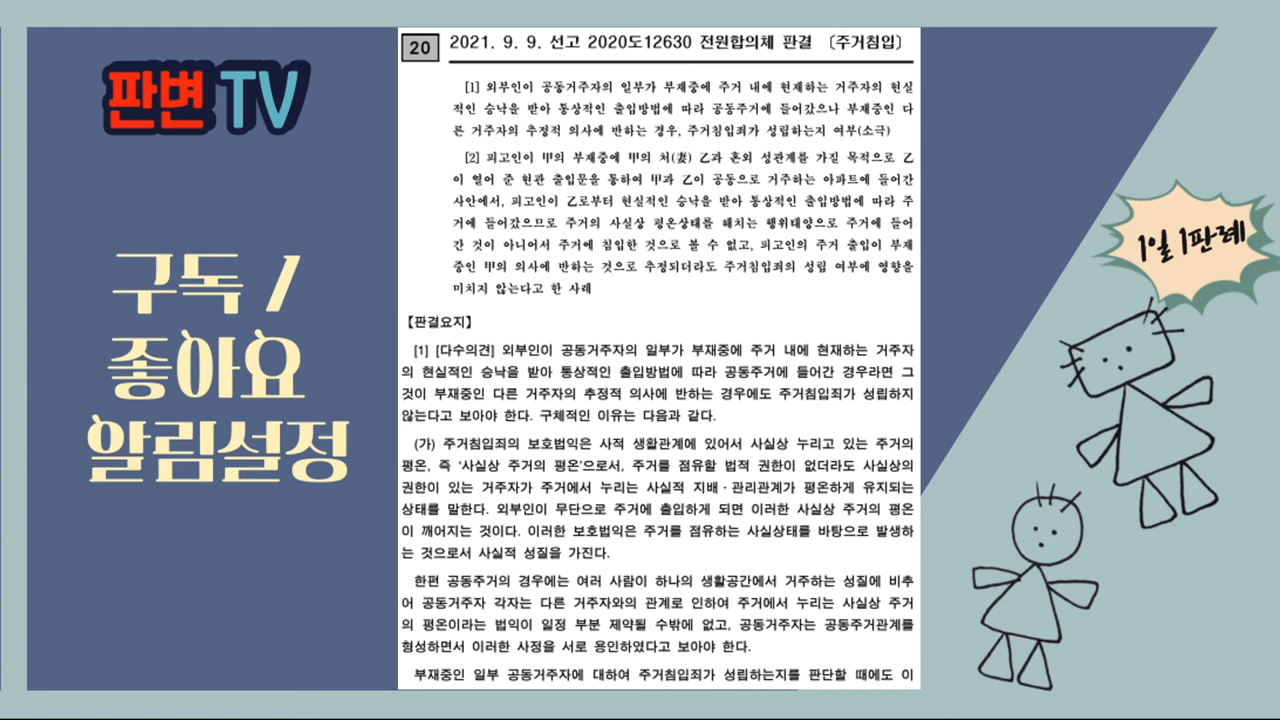 판변 TV
구독 /
좋아요
알림설정
20 2021. 9. 9. 선고 2020도12630 전원합의체 판결 〔주거침입〕
[1] 외부인이 공동거주자의 일부가 부재중에 주거 내에 현재하는 거주자의 현실
적인 승낙을 받아 통상적인 출입방법에 따라 공동주거에 들어갔으나 부재중인 다
른 거주자의 추정적 의사에 반하는 경우, 주거침입죄가 성립하는지 여부(소극)
[2] 피고인이 甲의 부재중에 甲의 처(妻) 乙과 혼외 성관계를 가질 목적으로 乙
이 열어 준 현관 출입문을 통하여 甲과 乙이 공동으로 거주하는 아파트에 들어간
사안에서, 피고인이 乙로부터 현실적인 승낙을 받아 통상적인 출입방법에 따라 주
거에 들어갔으므로 주거의 사실상 평온상태를 해치는 행위태양으로 주거에 들어
간 것이 아니어서 주거에 침입한 것으로 볼 수 없고, 피고인의 주거 출입이 부재
중인 甲의 의사에 반하는 것으로 추정되더라도 주거침입죄의 성립 여부에 영향을
미치지 않는다고 한 사례
【판결요지】
[1] [다수의견] 외부인이 공동거주자의 일부가 부재중에 주거 내에 현재하는 거주자
의 현실적인 승낙을 받아 통상적인 출입방법에 따라 공동주거에 들어간 경우라면 그
것이 부재중인 다른 거주자의 추정적 의사에 반하는 경우에도 주거침입죄가 성립하지
않는다고 보아야 한다. 구체적인 이유는 다음과 같다.
(가) 주거침입죄의 보호법익은 사적 생활관계에 있어서 사실상 누리고 있는 주거의
평온, 즉 ‘사실상 주거의 평온’으로서, 주거를 점유할 법적 권한이 없더라도 사실상의
권한이 있는 거주자가 주거에서 누리는 사실적 지배·관리관계가 평온하게 유지되는
상태를 말한다. 외부인이 무단으로 주거에 출입하게 되면 이러한 사실상 주거의 평온
이 깨어지는 것이다. 이러한 보호법익은 주거를 점유하는 사실상태를 바탕으로 발생하
는 것으로서 사실적 성질을 가진다.
한편 공동주거의 경우에는 여러 사람이 하나의 생활공간에서 거주하는 성질에 비추
어 공동거주자 각자는 다른 거주자와의 관계로 인하여 주거에서 누리는 사실상 주거
의 평온이라는 법익이 일정 부분 제약될 수밖에 없고, 공동거주자는 공동주거관계를
형성하면서 이러한 사정을 서로 용인하였다고 보아야 한다.
부재중인 일부 공동거주자에 대하여 주거침입죄가 성립하는지를 판단할 때에도 이
1일 1판례